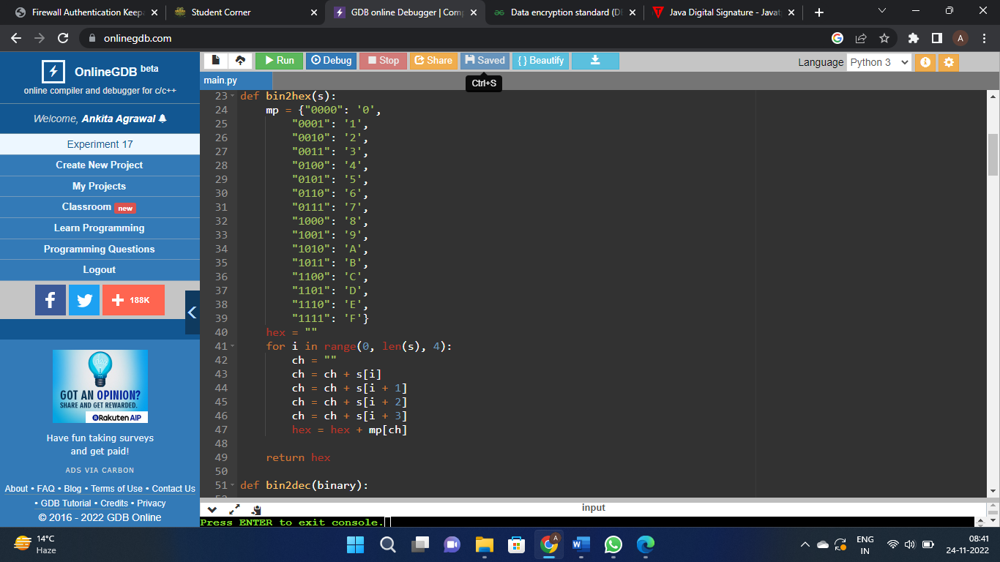 Firewall Authentication Keep
Student Corner
GDB online Debugger | Com
Data encryption standard (D
Java Digital Signature - Javat
onlinegdb.com
A
OnlineGDB beta
online compiler and debugger for c/c++
Welcome, Ankita Agrawal
Experiment 17
Create New Project
My Projects
Classroom new
Learn Programming
Programming Questions
Logout
188K
GOT AN OPINION?
SHARE AND GET REWARDED.
Rakuten AIP
Have fun taking surveys
and get paid!
ADS VIA CARBON
About • FAQ • Blog • Terms of Use • Contact Us
• GDB Tutorial • Credits • Privacy
© 2016 - 2022 GDB Online
Run Debug Stop Share Saved { } Beautify
Language Python 3
main.py
Ctrl+S
23 def bin2hex(s):
24 mp = {"0000": '0',
25 "0001": '1',
26 "0010": '2',
27 "0011": '3',
28 "0100": '4',
29 "0101": '5',
30 "0110": '6',
31 "0111": '7',
32 "1000": '8',
33 "1001": '9',
34 "1010": 'A',
35 "1011": 'B',
36 "1100": 'C',
37 "1101": 'D',
38 "1110": 'E',
39 "1111": 'F'}
40 hex = ""
41 for i in range(0, len(s), 4):
42 ch = ""
43 ch = ch + s[i]
44 ch = ch + s[i + 1]
45 ch = ch + s[i + 2]
46 ch = ch + s[i + 3]
47 hex = hex + mp[ch]
48
49 return hex
50
51 def bin2dec(binary):
input
Press ENTER to exit console.
14°C
Haze
A
ENG
IN
08:41
24-11-2022